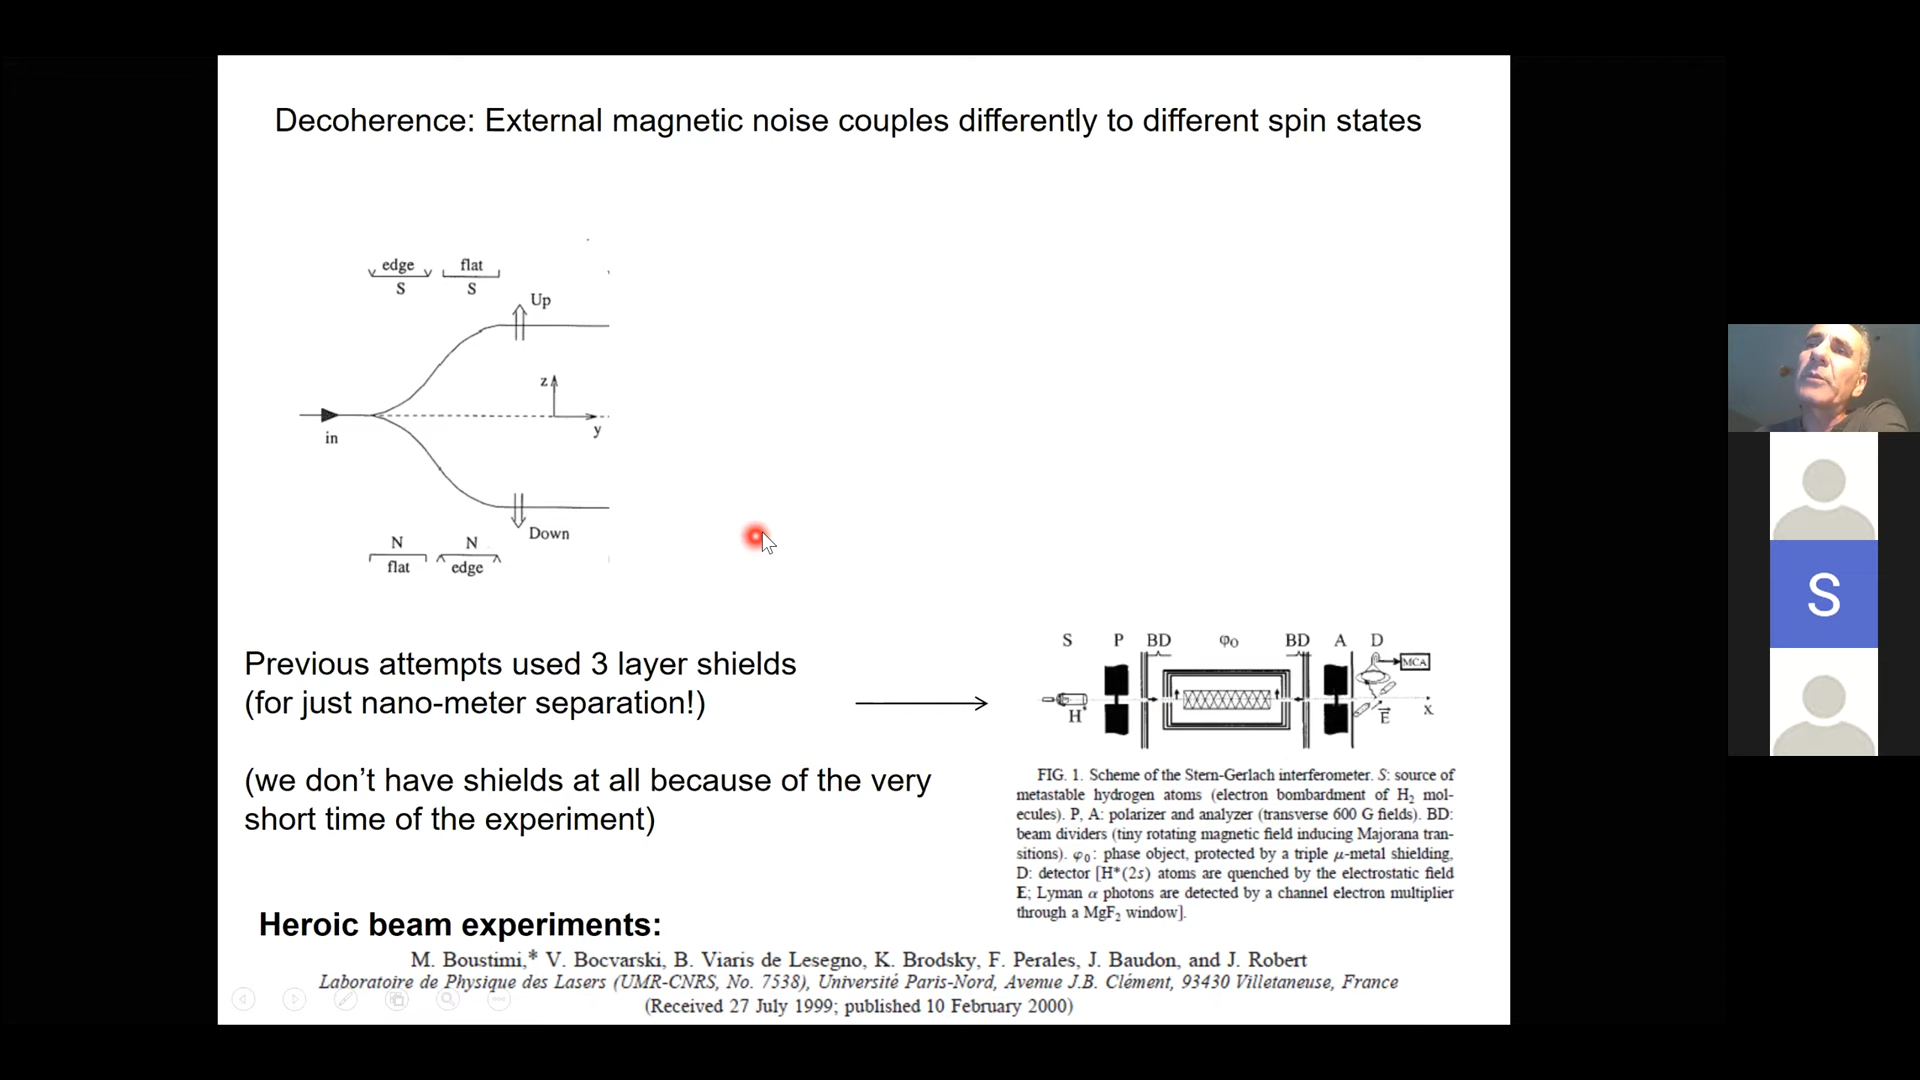 Decoherence: External magnetic noise couples differently to different spin states
edge flat
S S
Up
z
in
y
Down
N N
flat edge
Previous attempts used 3 layer shields
(for just nano-meter separation!)
(we don’t have shields at all because of the very
short time of the experiment)
S P BD φ₀ BD A D
MCA
H* E X
FIG. 1. Scheme of the Stern-Gerlach interferometer. S: source of
metastable hydrogen atoms (electron bombardment of H₂ mol-
ecules). P, A: polarizer and analyzer (transverse 600 G fields). BD:
beam dividers (tiny rotating magnetic field inducing Majorana tran-
sitions). φ₀: phase object, protected by a triple μ-metal shielding,
D: detector [H*(2s) atoms are quenched by the electrostatic field
E; Lyman α photons are detected by a channel electron multiplier
through a MgF₂ window].
Heroic beam experiments:
M. Boustimi,* V. Bocvarski, B. Viaris de Lesegno, K. Brodsky, F. Perales, J. Baudon, and J. Robert
Laboratoire de Physique des Lasers (UMR-CNRS, No. 7538), Université Paris-Nord, Avenue J.B. Clément, 93430 Villetaneuse, France
(Received 27 July 1999; published 10 February 2000)
S